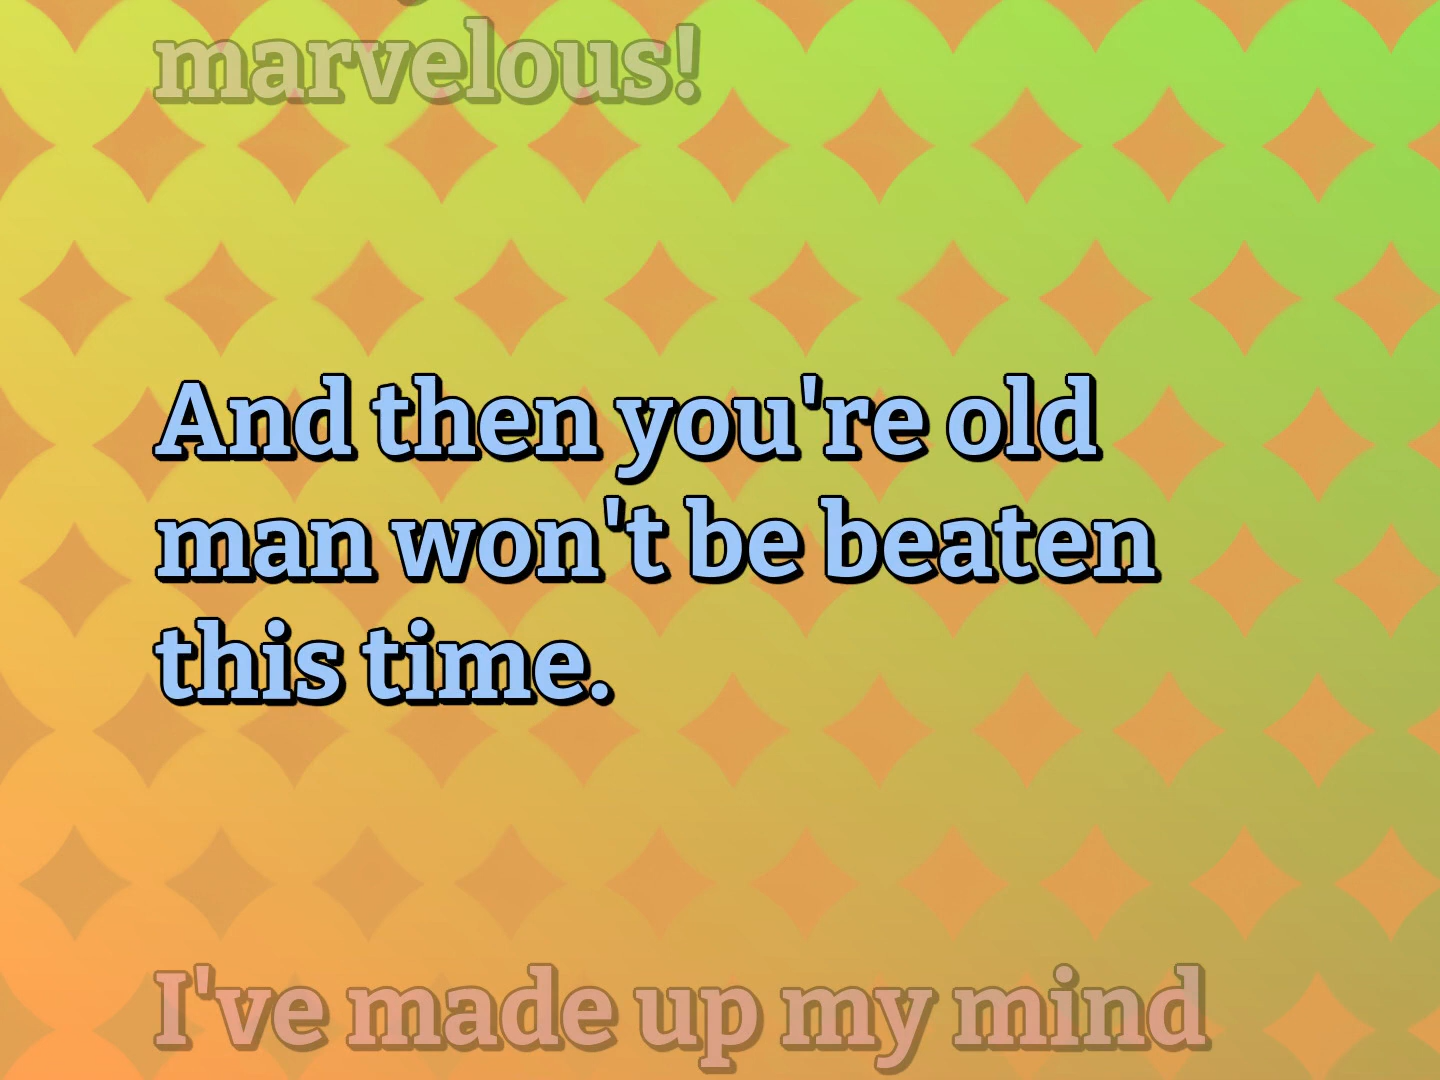 marvelous!
And then you're old
man won't be beaten
this time.
I've made up my mind